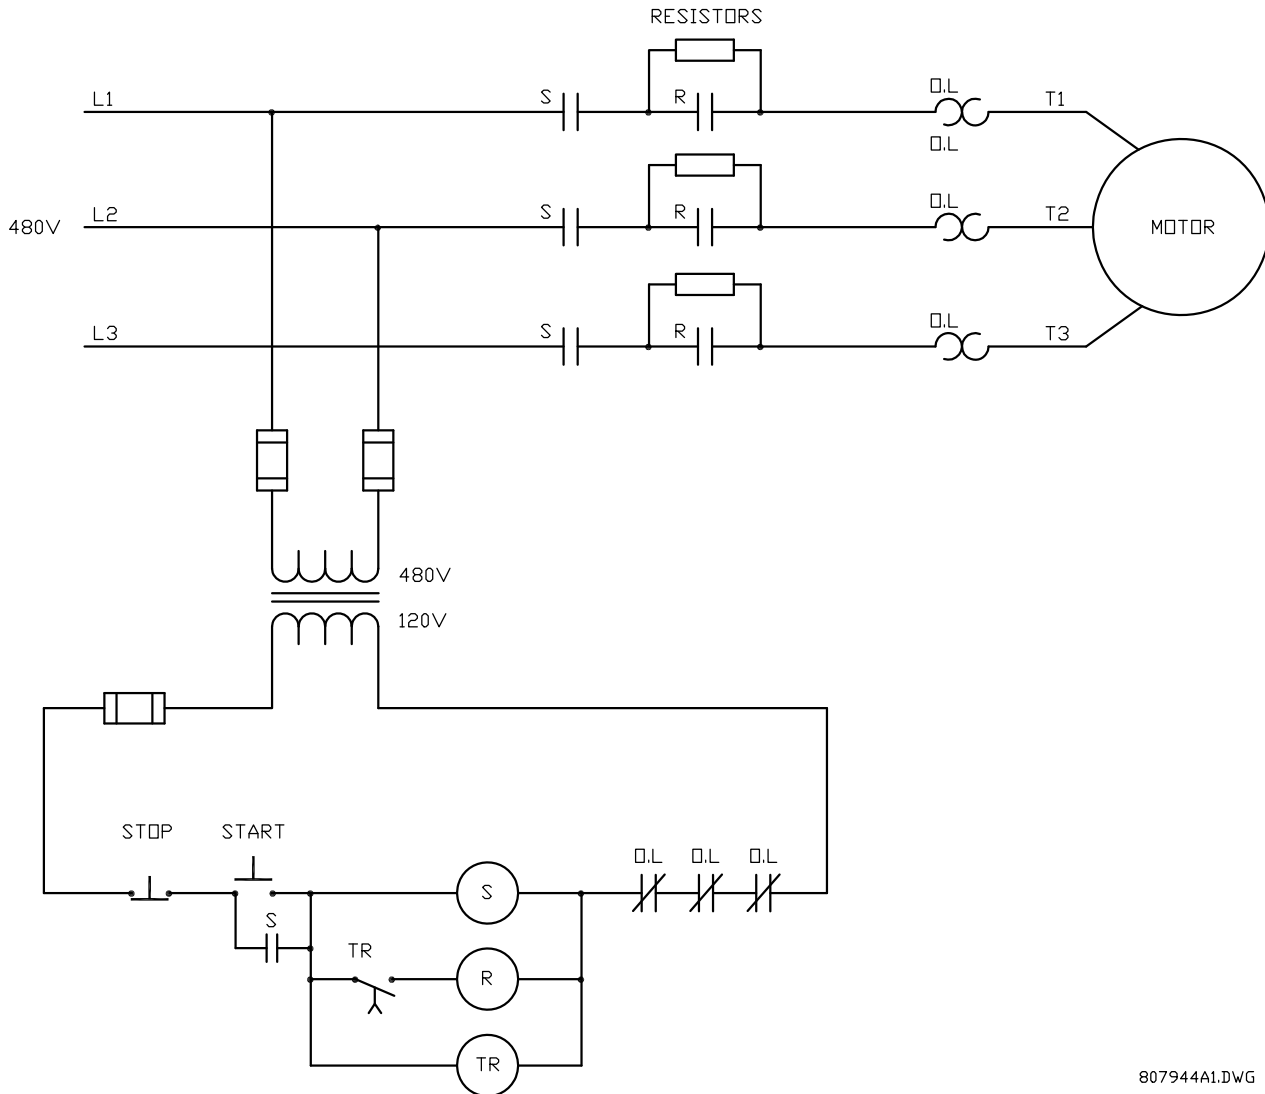 RESISTORS
L1
S
R
O.L
T1
O.L
480V
L2
S
R
O.L
T2
MOTOR
L3
S
R
O.L
T3
480V
120V
STOP
START
O.L
O.L
O.L
S
S
TR
R
TR
807944A1.DWG